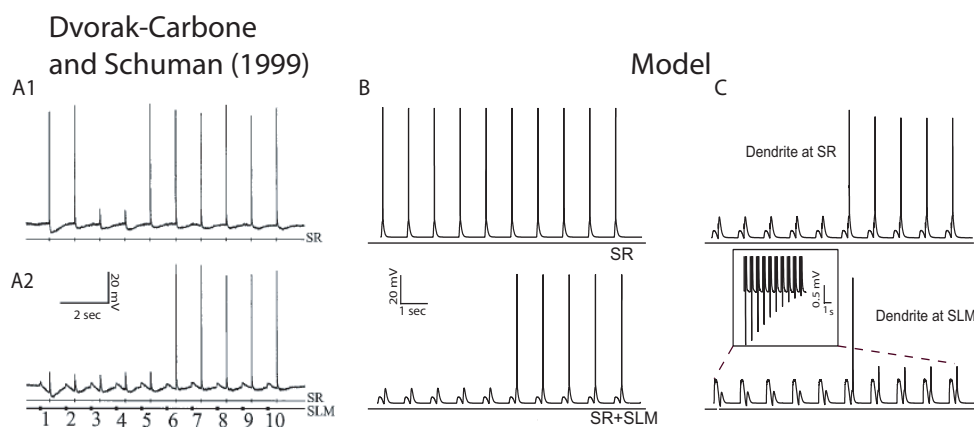 Dvorak-Carbone
and Schuman (1999)
Model
A1
SR
A2
20 mV
2 sec
SR
SLM
1 2 3 4 5 6 7 8 9 10
B
SR
20 mV
1 sec
SR+SLM
C
Dendrite at SR
0.5 mV
1s
Dendrite at SLM